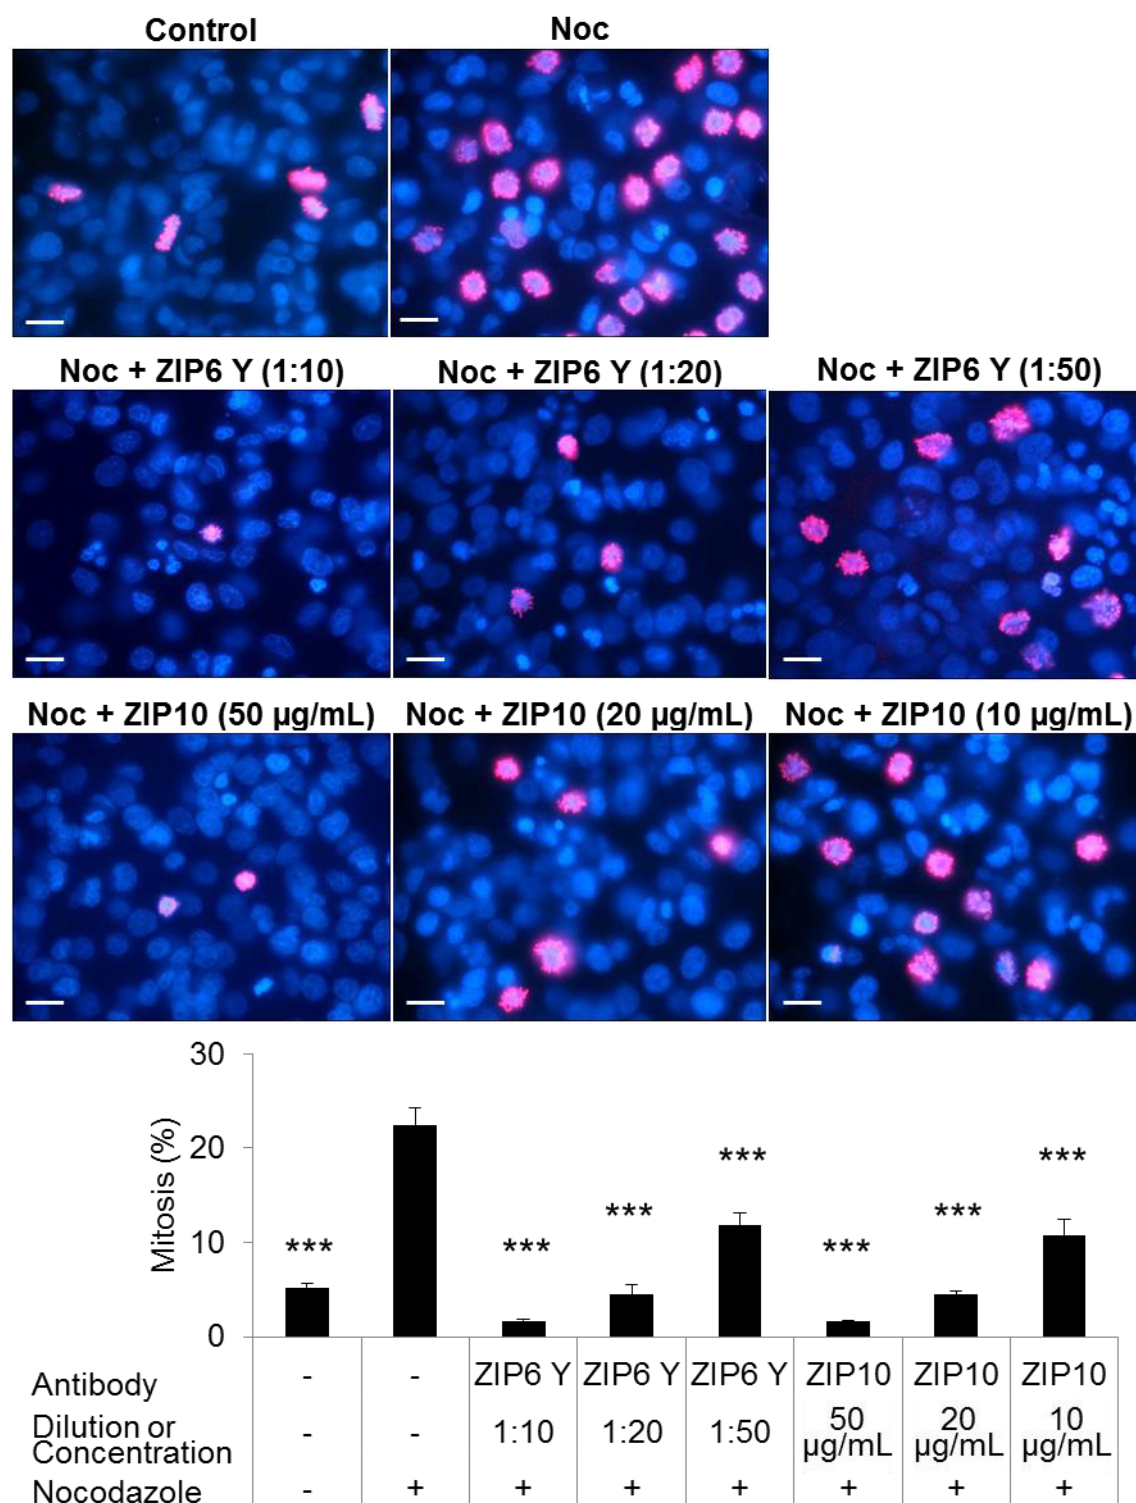 Control Noc
Noc + ZIP6 Y (1:10) Noc + ZIP6 Y (1:20) Noc + ZIP6 Y (1:50)
Noc + ZIP10 (50 µg/mL) Noc + ZIP10 (20 µg/mL) Noc + ZIP10 (10 µg/mL)
30
20
10
0
Mitosis (%)
*** *** *** *** *** *** ***
Antibody - - ZIP6 Y ZIP6 Y ZIP6 Y ZIP10 ZIP10 ZIP10
Dilution or Concentration - - 1:10 1:20 1:50 50 µg/mL 20 µg/mL 10 µg/mL
Nocodazole - + + + + + + +